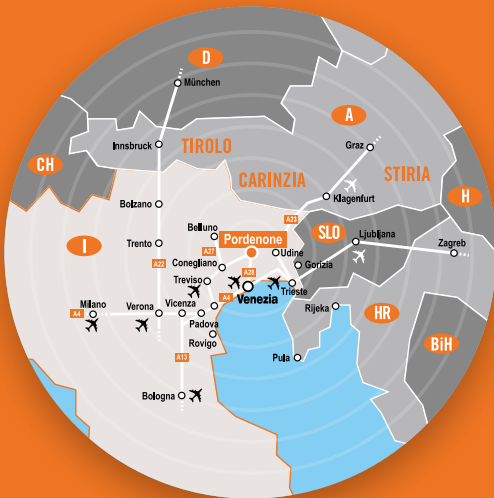 D
München
A
Graz
Innsbruck
TIROLO
CH
CARINZIA
STIRIA
H
Klagenfurt
Bolzano
A23
Belluno
SLO
Ljubljana
I
Pordenone
Trento
A27
Udine
Zagreb
A22
Conegliano
A28
Gorizia
Treviso
Trieste
Venezia
Milano
Verona
Vicenza
A4
Rijeka
A4
HR
Padova
Rovigo
BiH
A13
Pula
Bologna